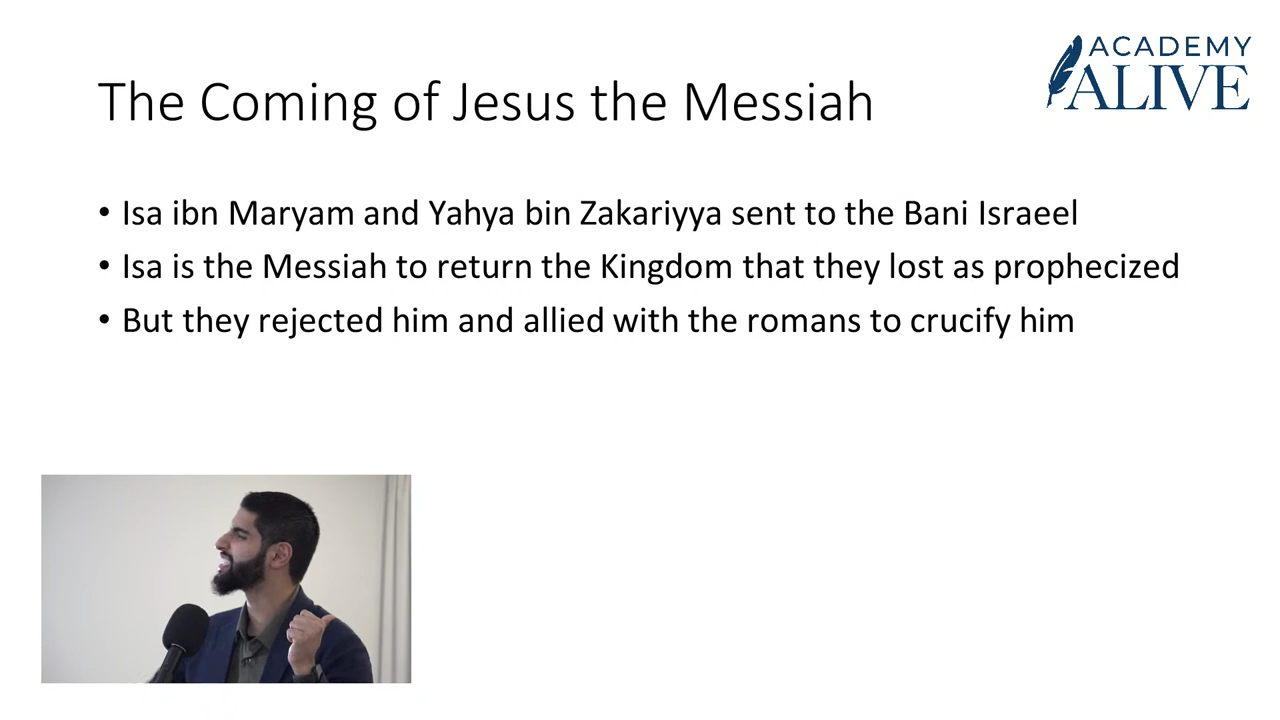 ACADEMY
ALIVE
The Coming of Jesus the Messiah
• Isa ibn Maryam and Yahya bin Zakariyya sent to the Bani Israeel
• Isa is the Messiah to return the Kingdom that they lost as prophecized
• But they rejected him and allied with the romans to crucify him